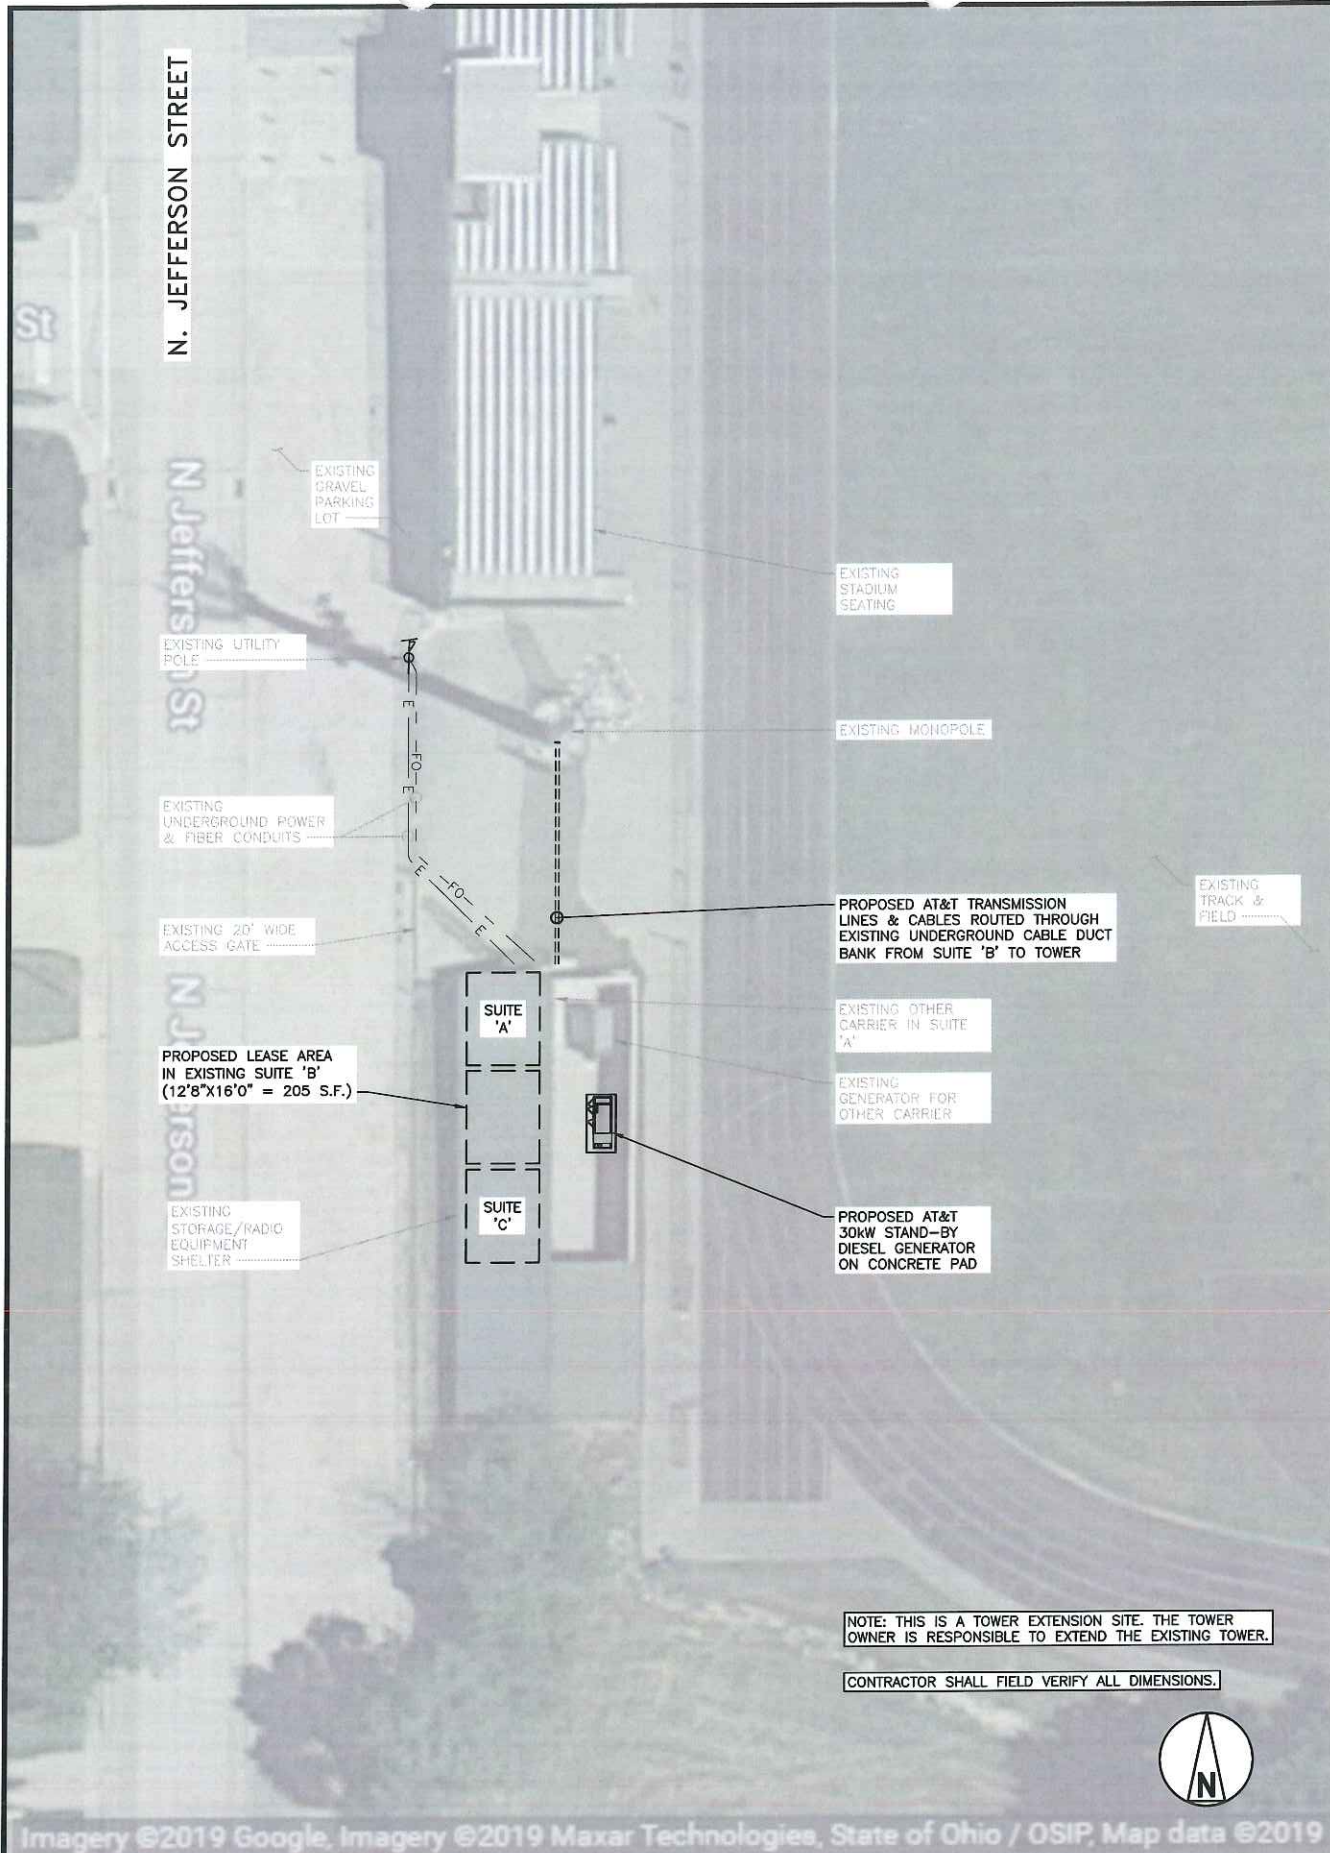 N. JEFFERSON STREET
St
N Jefferson St
EXISTING
GRAVEL
PARKING
LOT
EXISTING
STADIUM
SEATING
EXISTING UTILITY
POLE
EXISTING MONOPOLE
E
FO
E
EXISTING
UNDERGROUND POWER
& FIBER CONDUITS
E
FO
E
EXISTING
TRACK &
FIELD
PROPOSED AT&T TRANSMISSION
LINES & CABLES ROUTED THROUGH
EXISTING UNDERGROUND CABLE DUCT
BANK FROM SUITE 'B' TO TOWER
EXISTING 20' WIDE
ACCESS GATE
SUITE
'A'
EXISTING OTHER
CARRIER IN SUITE
'A'
N Jefferson
PROPOSED LEASE AREA
IN EXISTING SUITE 'B'
(12'8"X16'0" = 205 S.F.)
EXISTING
GENERATOR FOR
OTHER CARRIER
EXISTING
STORAGE/RADIO
EQUIPMENT
SHELTER
SUITE
'C'
PROPOSED AT&T
30kW STAND-BY
DIESEL GENERATOR
ON CONCRETE PAD
NOTE: THIS IS A TOWER EXTENSION SITE. THE TOWER
OWNER IS RESPONSIBLE TO EXTEND THE EXISTING TOWER.
CONTRACTOR SHALL FIELD VERIFY ALL DIMENSIONS.
N
Imagery ©2019 Google, Imagery ©2019 Maxar Technologies, State of Ohio / OSIP, Map data ©2019